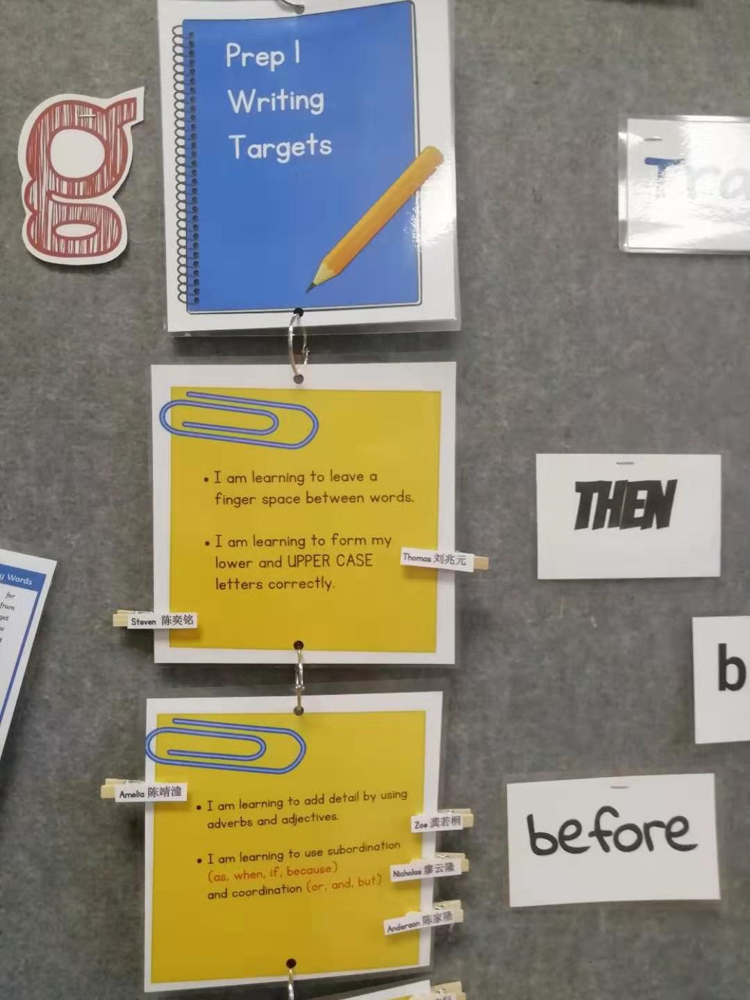 Prep 1
Writing
Targets
g
Tra
I am learning to leave a
finger space between words.
I am learning to form my
lower and UPPER CASE
letters correctly.
Thomas 刘兆元
Steven 陈奕铭
THEN
y Words
for
from
get
b
Amelia 陈靖潼
I am learning to add detail by using
adverbs and adjectives.
I am learning to use subordination
(as, when, if, because)
and coordination (or, and, but)
Zoe 龚若桐
Nicholas 廖云隆
Anderson 陈家隆
before